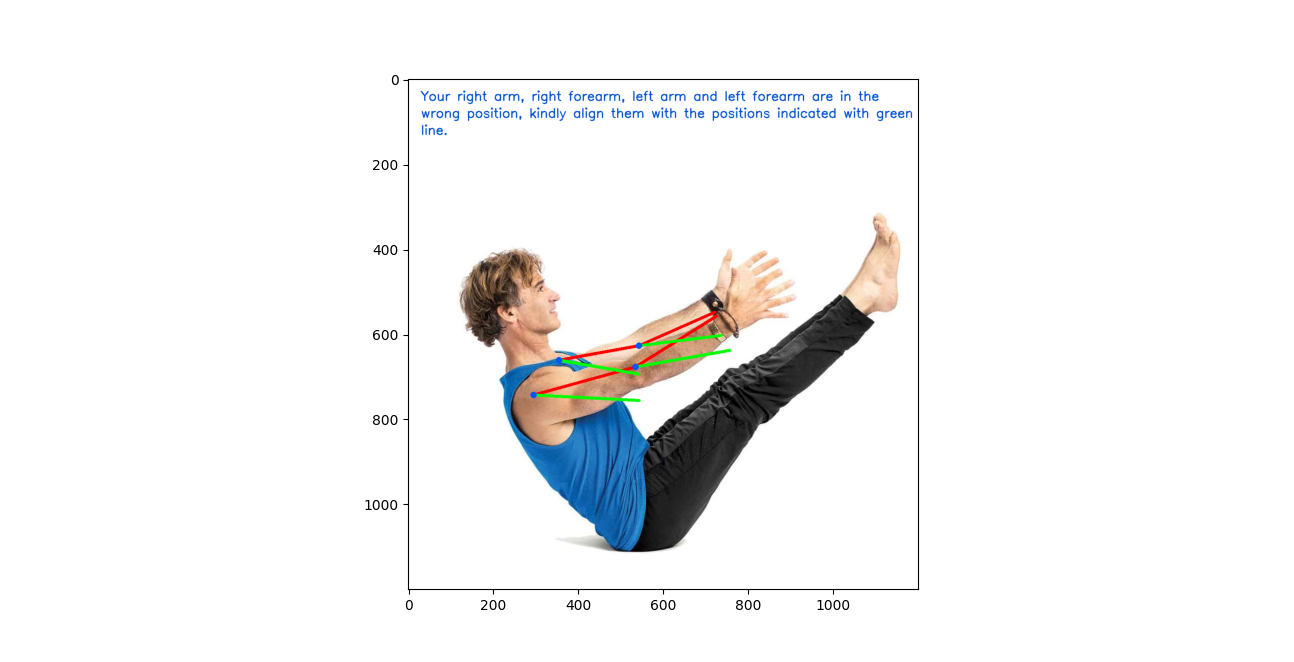 Your right arm, right forearm, left arm and left forearm are in the
wrong position, kindly align them with the positions indicated with green
line.
0
200
400
600
800
1000
0 200 400 600 800 1000